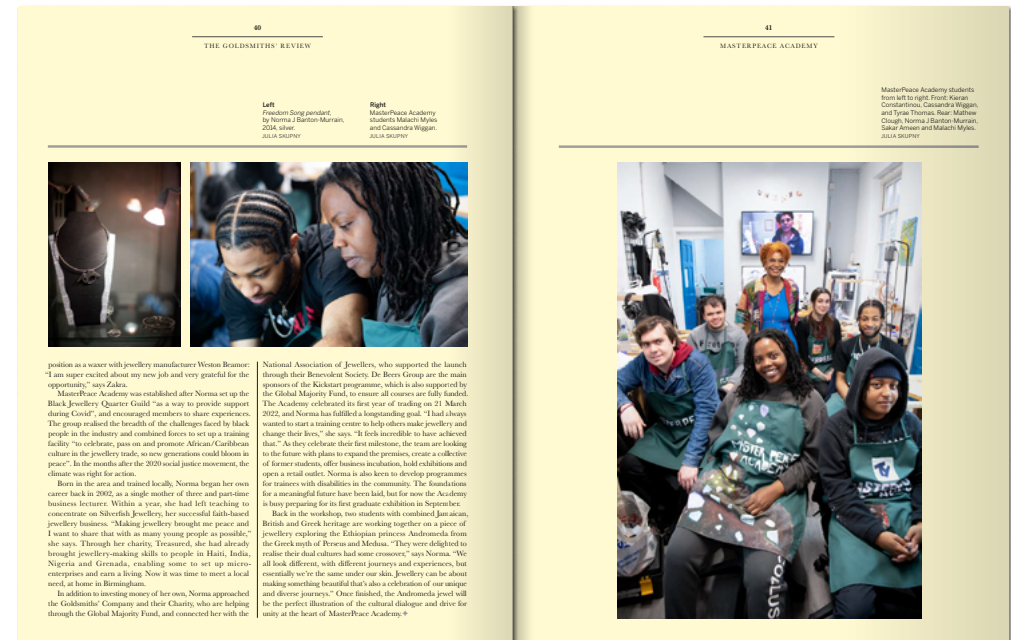 40
THE GOLDSMITHS' REVIEW
Left
Freedom Song pendant,
by Norma J Banton-Murrain,
2014, silver.
JULIA SKUPNY
Right
MasterPeace Academy
students Malachi Myles
and Cassandra Wiggan.
JULIA SKUPNY
position as a waxer with jewellery manufacturer Weston Beamor:
“I am super excited about my new job and very grateful for the
opportunity,” says Zakra.
MasterPeace Academy was established after Norma set up the
Black Jewellery Quarter Guild “as a way to provide support
during Covid”, and encouraged members to share experiences.
The group realised the breadth of the challenges faced by black
people in the industry and combined forces to set up a training
facility “to celebrate, pass on and promote African/Caribbean
culture in the jewellery trade, so new generations could bloom in
peace”. In the months after the 2020 social justice movement, the
climate was right for action.
Born in the area and trained locally, Norma began her own
career back in 2002, as a single mother of three and part-time
business lecturer. Within a year, she had left teaching to
concentrate on Silverfish Jewellery, her successful faith-based
jewellery business. “Making jewellery brought me peace and
I want to share that with as many young people as possible,”
she says. Through her charity, Treasured, she had already
brought jewellery-making skills to people in Haiti, India,
Nigeria and Grenada, enabling some to set up micro-
enterprises and earn a living. Now it was time to meet a local
need, at home in Birmingham.
In addition to investing money of her own, Norma approached
the Goldsmiths' Company and their Charity, who are helping
through the Global Majority Fund, and connected her with the
National Association of Jewellers, who supported the launch
through their Benevolent Society. De Beers Group are the main
sponsors of the Kickstart programme, which is also supported by
the Global Majority Fund, to ensure all courses are fully funded.
The Academy celebrated its first year of trading on 21 March
2022, and Norma has fulfilled a longstanding goal. “I had always
wanted to start a training centre to help others make jewellery and
change their lives,” she says. “It feels incredible to have achieved
that.” As they celebrate their first milestone, the team are looking
to the future with plans to expand the premises, create a collective
of former students, offer business incubation, hold exhibitions and
open a retail outlet. Norma is also keen to develop programmes
for trainees with disabilities in the community. The foundations
for a meaningful future have been laid, but for now the Academy
is busy preparing for its first graduate exhibition in September.
Back in the workshop, two students with combined Jamaican,
British and Greek heritage are working together on a piece of
jewellery exploring the Ethiopian princess Andromeda from
the Greek myth of Perseus and Medusa. “They were delighted to
realise their dual cultures had some crossover,” says Norma. “We
all look different, with different journeys and experiences, but
essentially we're the same under our skin. Jewellery can be about
making something beautiful that's also a celebration of our unique
and diverse journeys.” Once finished, the Andromeda jewel will
be the perfect illustration of the cultural dialogue and drive for
unity at the heart of MasterPeace Academy.
41
MASTERPEACE ACADEMY
MasterPeace Academy students
from left to right. Front: Kieran
Constantinou, Cassandra Wiggan,
and Tyrae Thomas. Rear: Mathew
Clough, Norma J Banton-Murrain,
Sakar Ameen and Malachi Myles.
JULIA SKUPNY